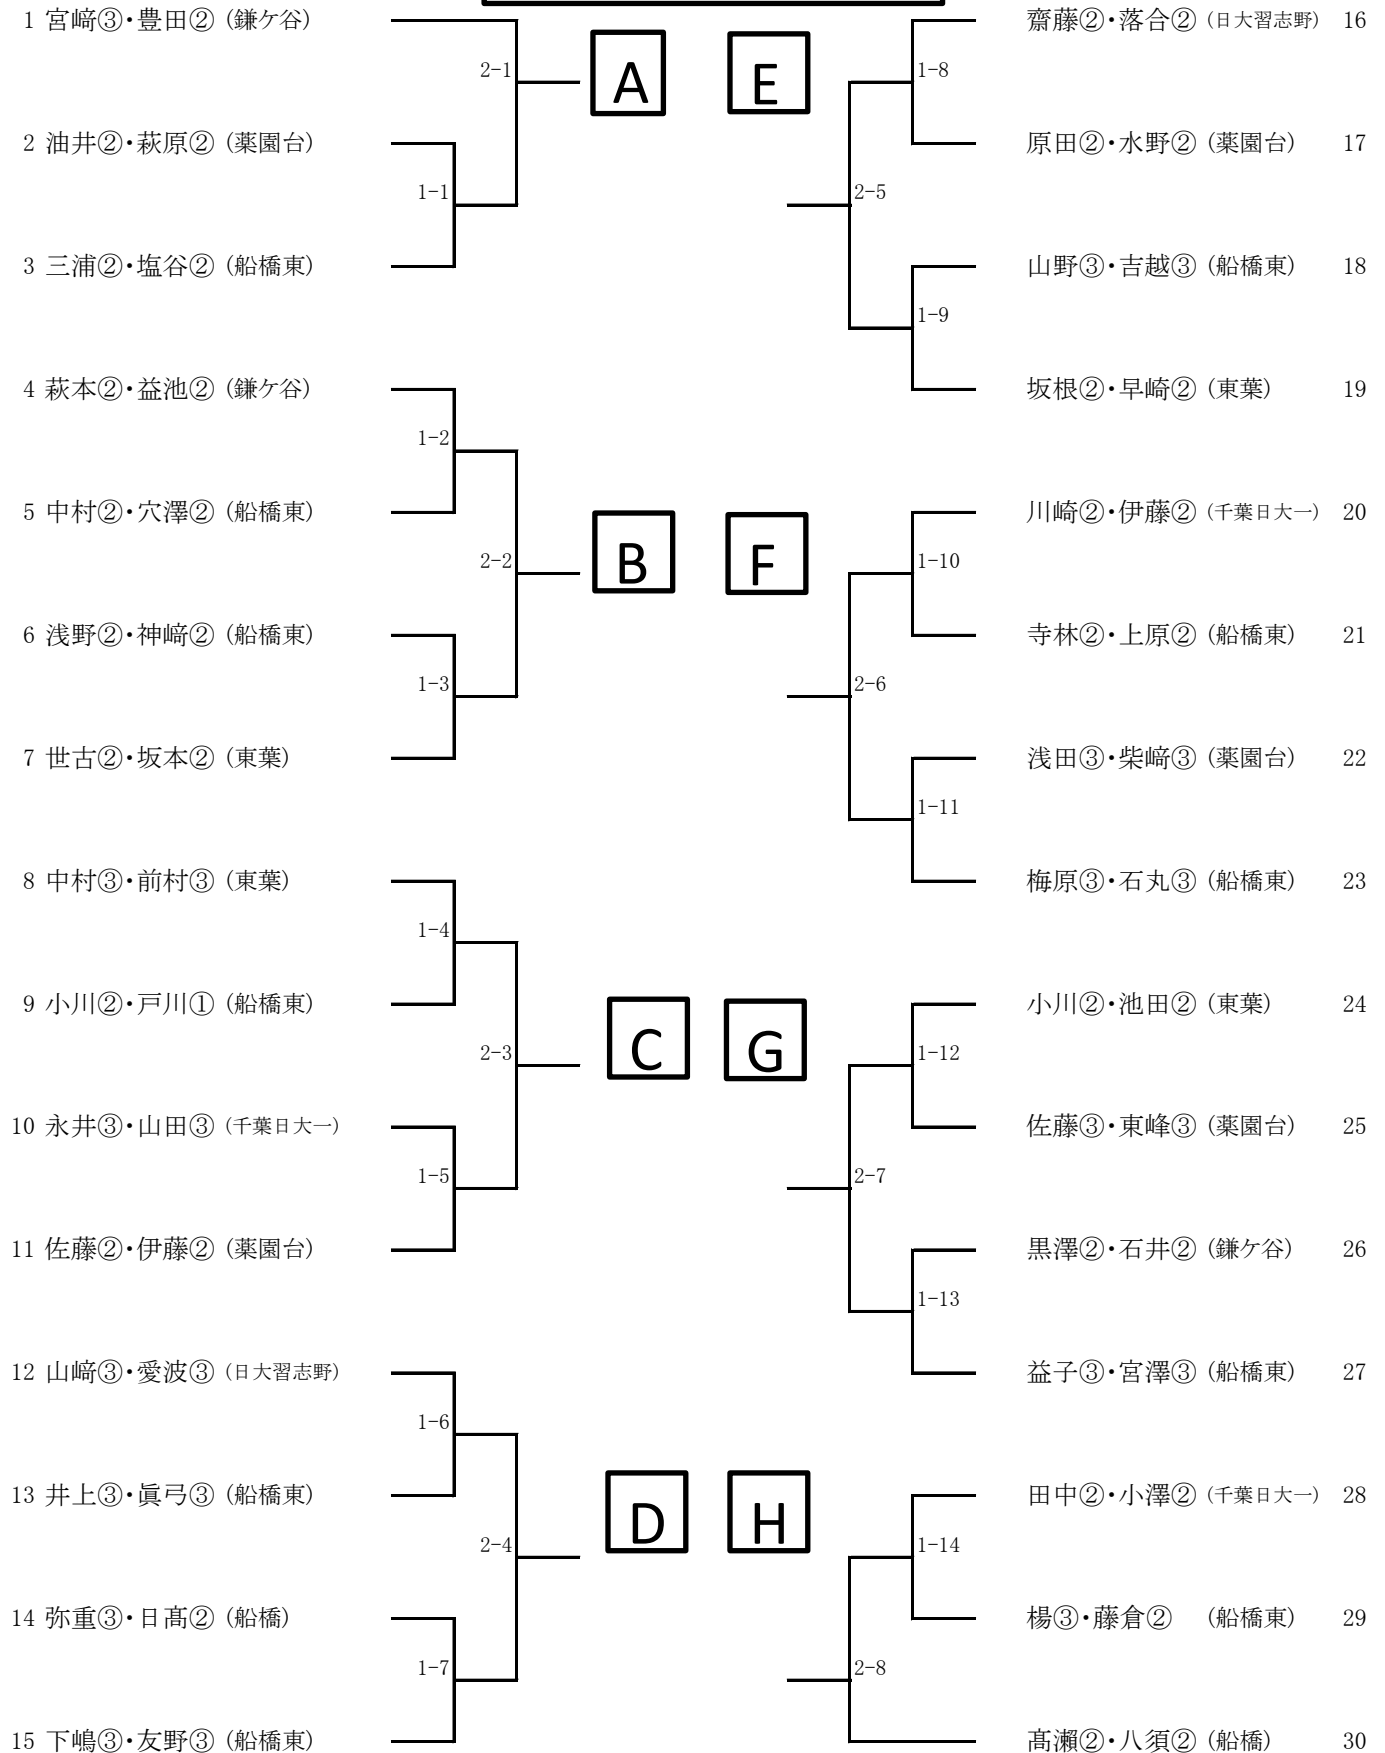 1 宮﨑③・豊田② (鎌ケ谷)
2-1
A
2 油井②・萩原② (薬園台)
1-1
3 三浦②・塩谷② (船橋東)
4 萩本②・益池② (鎌ケ谷)
1-2
5 中村②・穴澤② (船橋東)
2-2
B
6 浅野②・神﨑② (船橋東)
1-3
7 世古②・坂本② (東葉)
8 中村③・前村③ (東葉)
1-4
9 小川②・戸川① (船橋東)
2-3
C
10 永井③・山田③ (千葉日大一)
1-5
11 佐藤②・伊藤② (薬園台)
12 山﨑③・愛波③ (日大習志野)
1-6
13 井上③・眞弓③ (船橋東)
2-4
D
14 弥重③・日髙② (船橋)
1-7
15 下嶋③・友野③ (船橋東)
齋藤②・落合② (日大習志野) 16
1-8
E
原田②・水野② (薬園台) 17
2-5
山野③・吉越③ (船橋東) 18
1-9
坂根②・早崎② (東葉) 19
川崎②・伊藤② (千葉日大一) 20
1-10
F
寺林②・上原② (船橋東) 21
2-6
浅田③・柴﨑③ (薬園台) 22
1-11
梅原③・石丸③ (船橋東) 23
小川②・池田② (東葉) 24
1-12
G
佐藤③・東峰③ (薬園台) 25
2-7
黒澤②・石井② (鎌ケ谷) 26
1-13
益子③・宮澤③ (船橋東) 27
田中②・小澤② (千葉日大一) 28
1-14
H
楊③・藤倉② (船橋東) 29
2-8
髙瀬②・八須② (船橋) 30